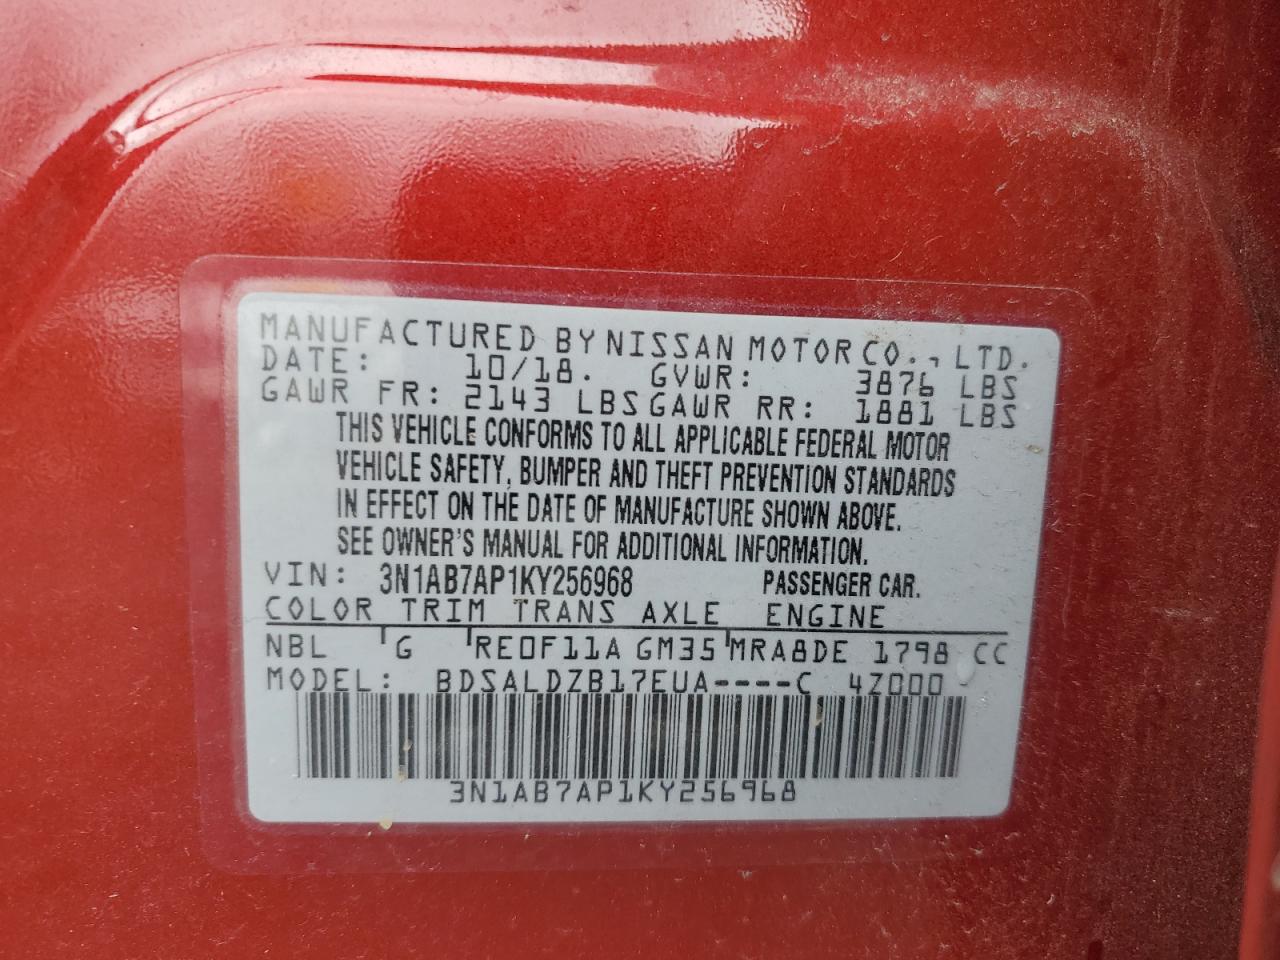 MANUFACTURED BY NISSAN MOTOR CO., LTD.
DATE: 10/18. GVWR: 3876 LBS
GAWR FR: 2143 LBS GAWR RR: 1881 LBS
THIS VEHICLE CONFORMS TO ALL APPLICABLE FEDERAL MOTOR
VEHICLE SAFETY, BUMPER AND THEFT PREVENTION STANDARDS
IN EFFECT ON THE DATE OF MANUFACTURE SHOWN ABOVE.
SEE OWNER'S MANUAL FOR ADDITIONAL INFORMATION.
VIN: 3N1AB7AP1KY256968 PASSENGER CAR.
COLOR TRIM TRANS AXLE ENGINE
NBL G RE0F11A GM35 MRA8DE 1798 CC
MODEL: BDSALDZB17EUA----C 4Z000
3N1AB7AP1KY256968